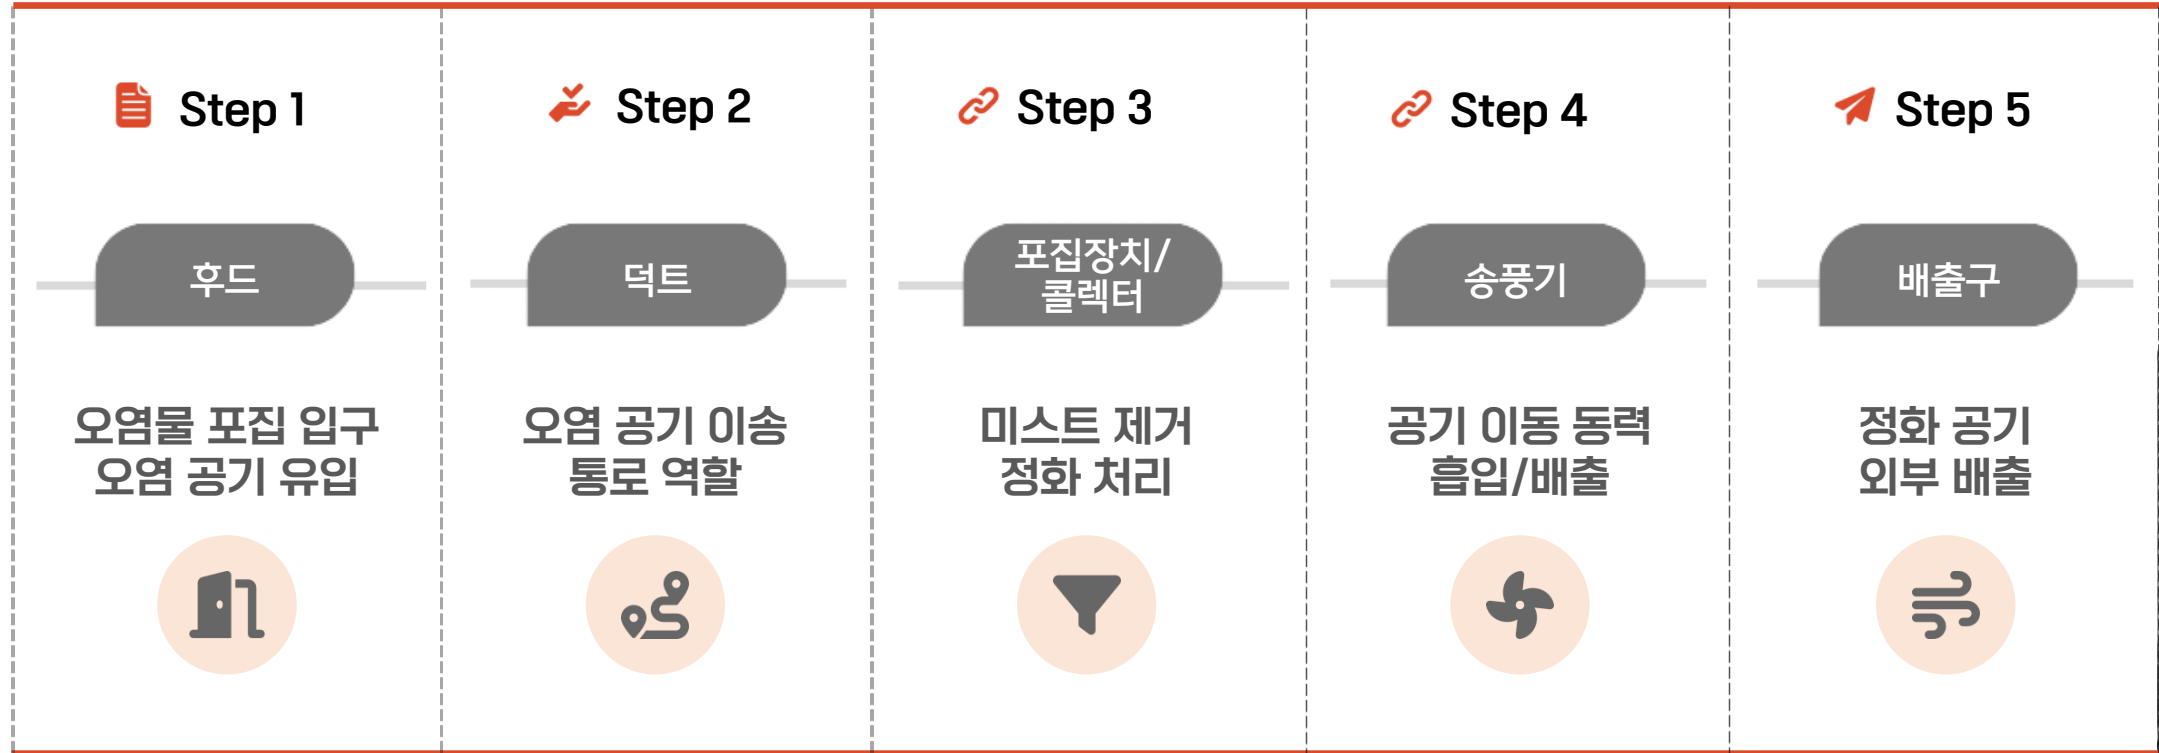 Step 1
후드
오염물 포집 입구
오염 공기 유입
Step 2
덕트
오염 공기 이송
통로 역할
Step 3
포집장치/
콜렉터
미스트 제거
정화 처리
Step 4
송풍기
공기 이동 동력
흡입/배출
Step 5
배출구
정화 공기
외부 배출